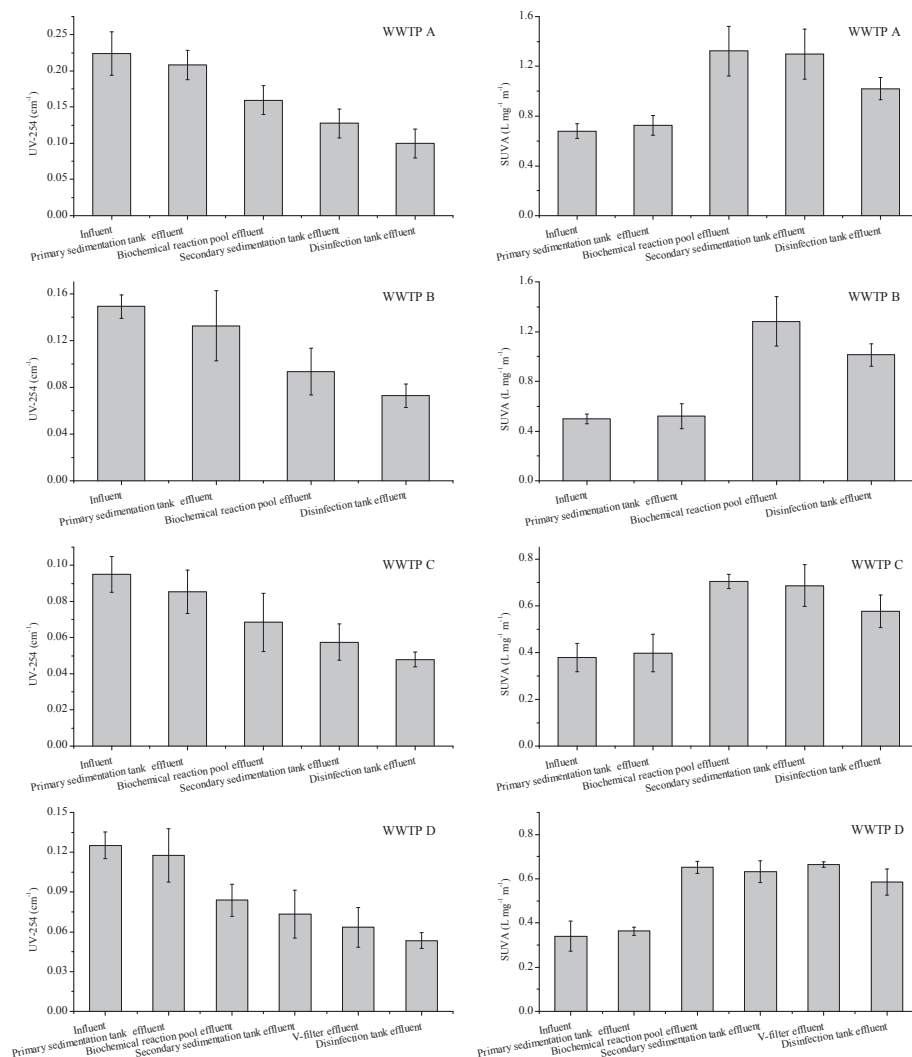 WWTP A
UV-254 (cm-1)
0.25
0.20
0.15
0.10
0.05
0.00
Influent
Primary sedimentation tank effluent
Biochemical reaction pool effluent
Secondary sedimentation tank effluent
Disinfection tank effluent
WWTP A
SUVA (L mg-1 m-1)
1.6
1.2
0.8
0.4
0.0
Influent
Primary sedimentation tank effluent
Biochemical reaction pool effluent
Secondary sedimentation tank effluent
Disinfection tank effluent
WWTP B
UV-254 (cm-1)
0.16
0.12
0.08
0.04
0.00
Influent
Primary sedimentation tank effluent
Biochemical reaction pool effluent
Disinfection tank effluent
WWTP B
SUVA (L mg-1 m-1)
1.6
1.2
0.8
0.4
0.0
Influent
Primary sedimentation tank effluent
Biochemical reaction pool effluent
Disinfection tank effluent
WWTP C
UV-254 (cm-1)
0.10
0.08
0.06
0.04
0.02
0.00
Influent
Primary sedimentation tank effluent
Biochemical reaction pool effluent
Secondary sedimentation tank effluent
Disinfection tank effluent
WWTP C
SUVA (L mg-1 m-1)
0.8
0.6
0.4
0.2
0.0
Influent
Primary sedimentation tank effluent
Biochemical reaction pool effluent
Secondary sedimentation tank effluent
Disinfection tank effluent
WWTP D
UV-254 (cm-1)
0.15
0.12
0.09
0.06
0.03
0.00
Influent
Primary sedimentation tank effluent
Biochemical reaction pool effluent
Secondary sedimentation tank effluent
V-filter effluent
Disinfection tank effluent
WWTP D
SUVA (L mg-1 m-1)
0.8
0.6
0.4
0.2
0.0
Influent
Primary sedimentation tank effluent
Biochemical reaction pool effluent
Secondary sedimentation tank effluent
V-filter effluent
Disinfection tank effluent